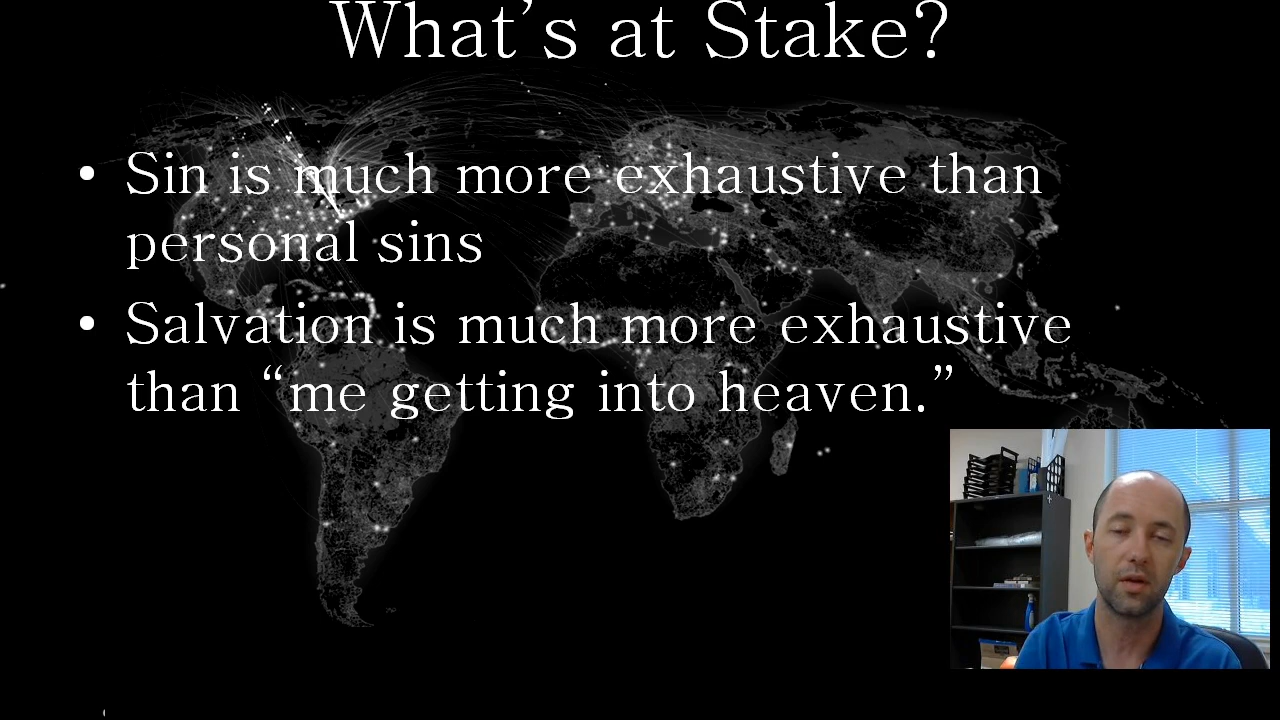 What’s at Stake?
• Sin is much more exhaustive than
personal sins
• Salvation is much more exhaustive
than “me getting into heaven.”